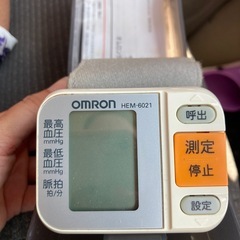 OMRON HEM-6021
最高
血圧
mmHg
最低
血圧
mmHg
脈拍
拍/分
呼出
測定
停止
設定